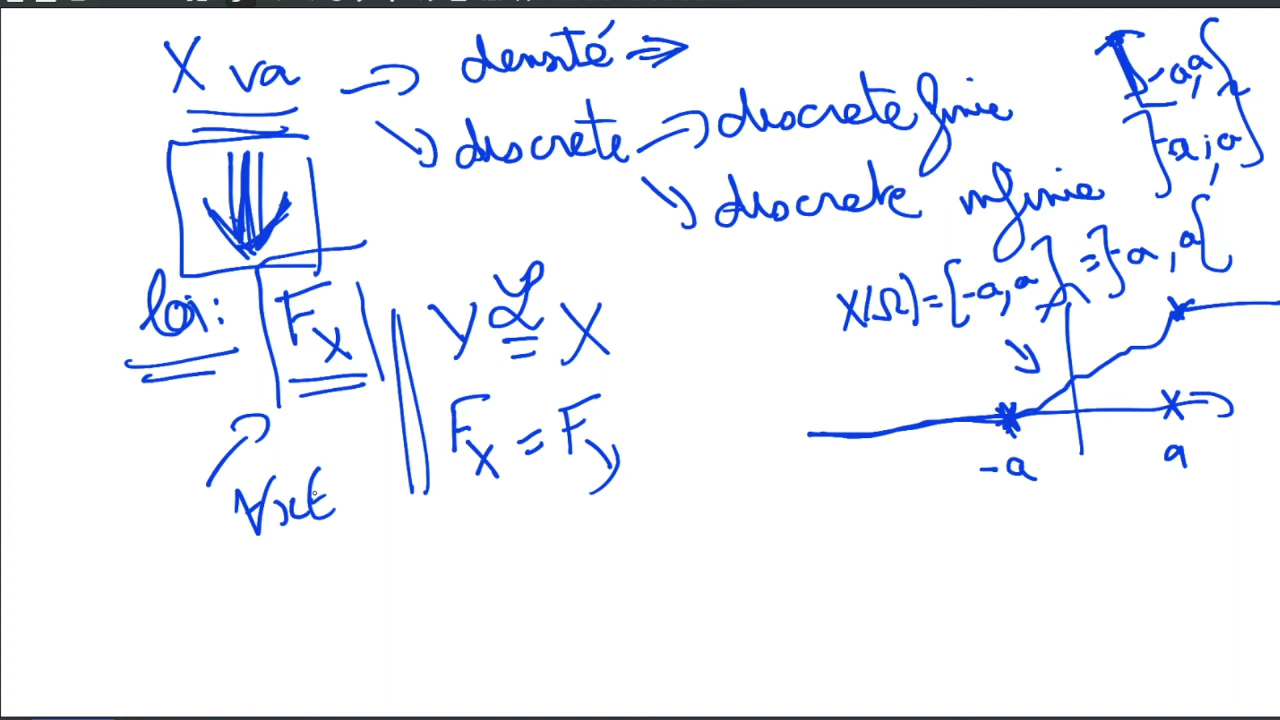 X va → densité ⇒
↘ discrete → discrete finie
↘ discrete infinie
[-a,a]
]-a;a[
X(Ω) = [-a,a] = ]-a,a[
loi: F_X
Y ℒ= X
F_X = F_Y
-a a
∀x∈